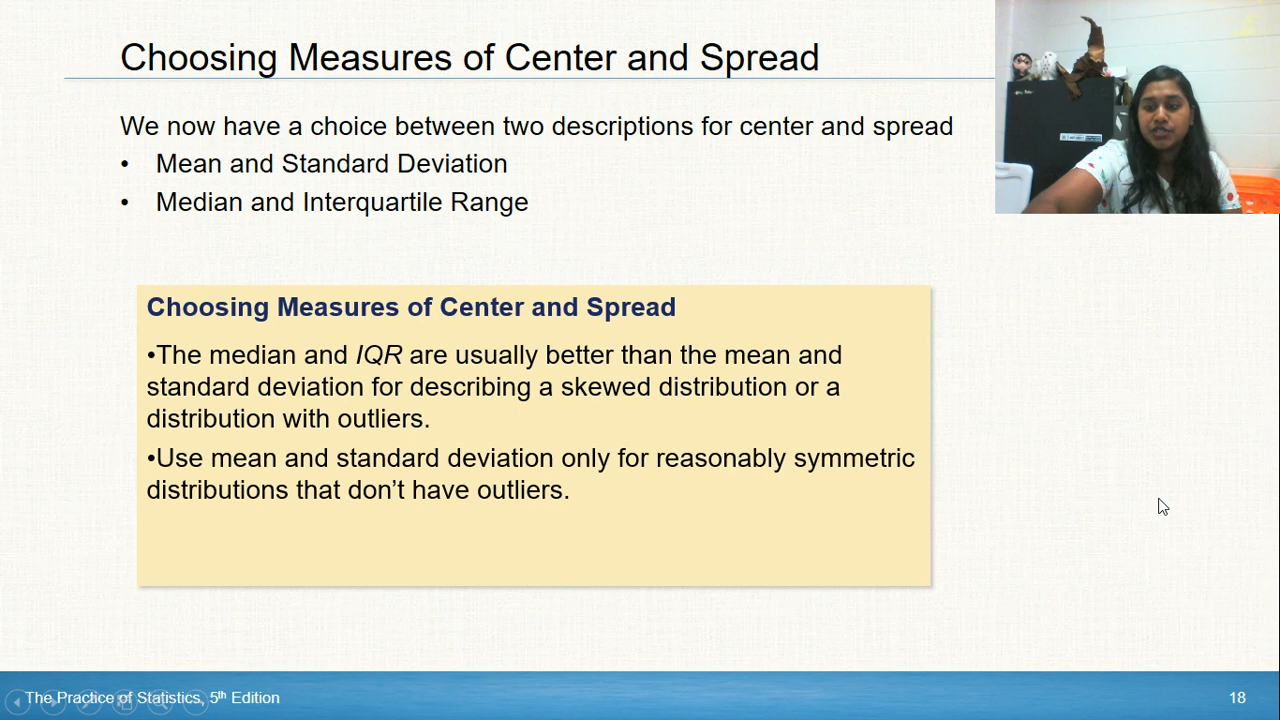 Choosing Measures of Center and Spread
We now have a choice between two descriptions for center and spread
• Mean and Standard Deviation
• Median and Interquartile Range
Choosing Measures of Center and Spread
•The median and IQR are usually better than the mean and
standard deviation for describing a skewed distribution or a
distribution with outliers.
•Use mean and standard deviation only for reasonably symmetric
distributions that don’t have outliers.
The Practice of Statistics, 5th Edition
18